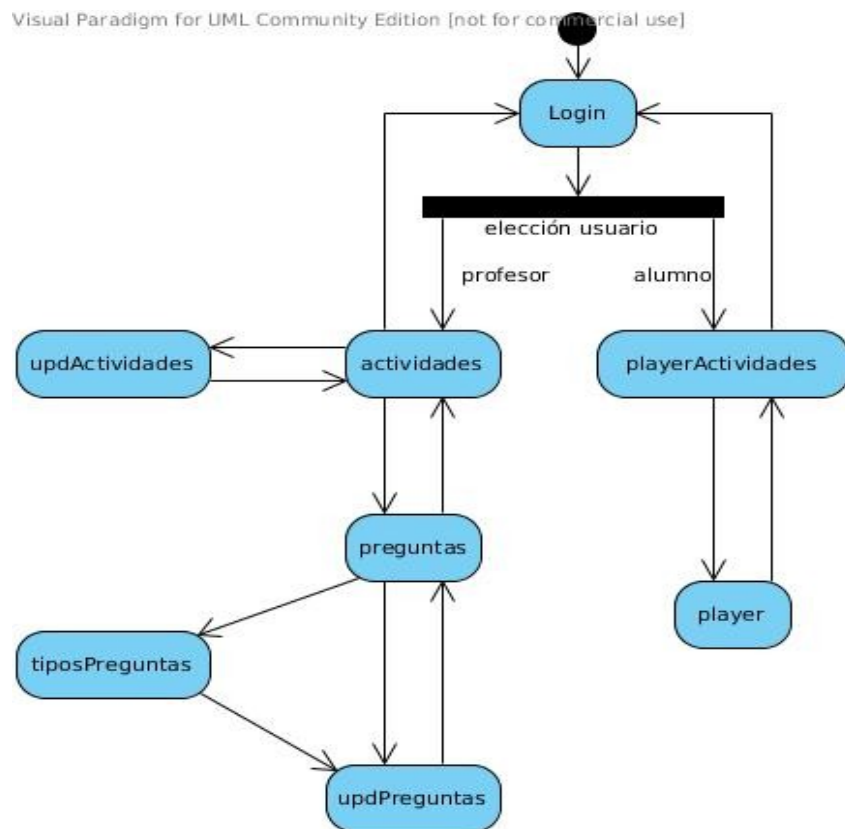 Visual Paradigm for UML Community Edition [not for commercial use]
Login
elección usuario
profesor
alumno
updActividades
actividades
playerActividades
preguntas
player
tiposPreguntas
updPreguntas